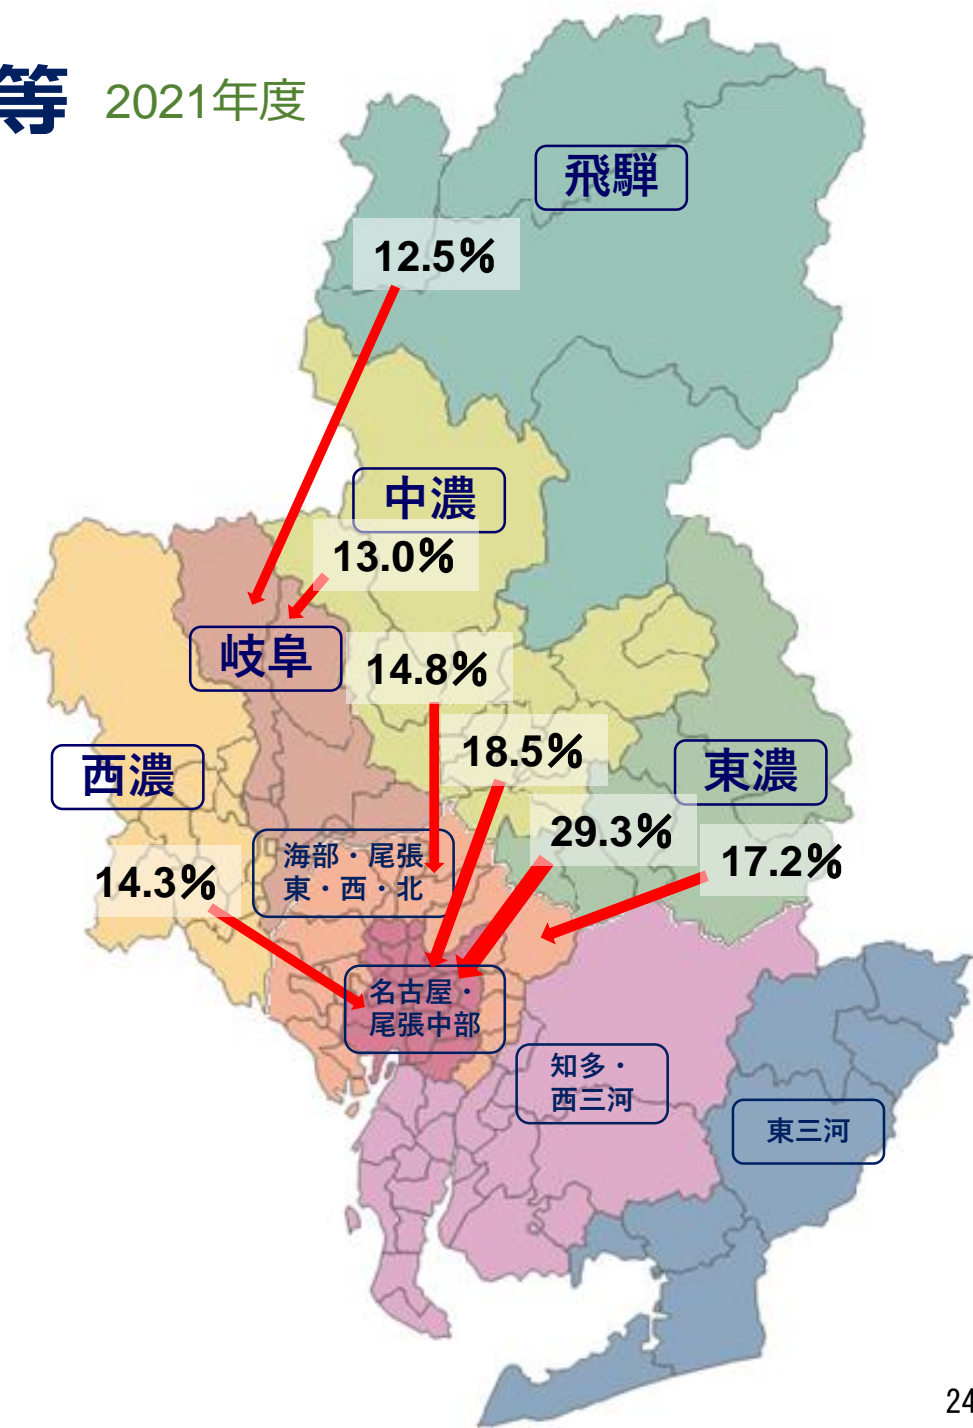 等 2021年度
飛騨
12.5％
中濃
13.0％
岐阜
14.8％
18.5％
西濃
東濃
29.3％
海部・尾張
東・西・北
17.2％
14.3％
名古屋・
尾張中部
知多・
西三河
東三河
24